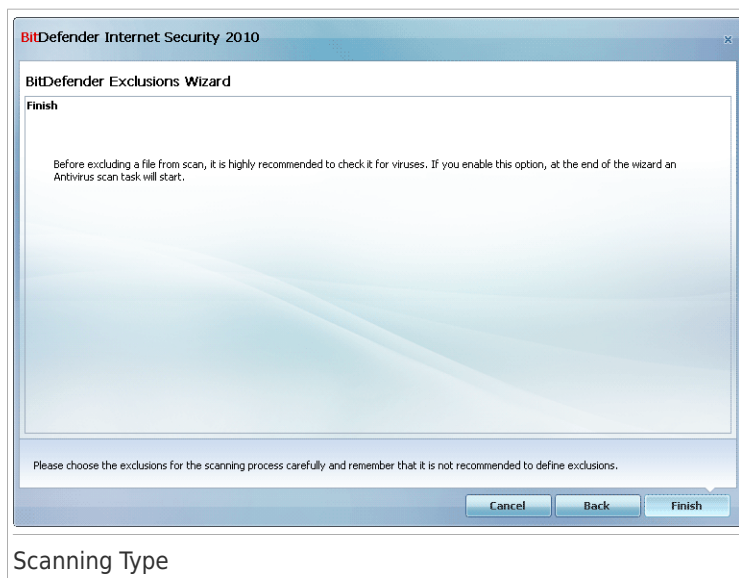 BitDefender Internet Security 2010
BitDefender Exclusions Wizard
Finish
Before excluding a file from scan, it is highly recommended to check it for viruses. If you enable this option, at the end of the wizard an
Antivirus scan task will start.
Please choose the exclusions for the scanning process carefully and remember that it is not recommended to define exclusions.
Cancel Back Finish
Scanning Type